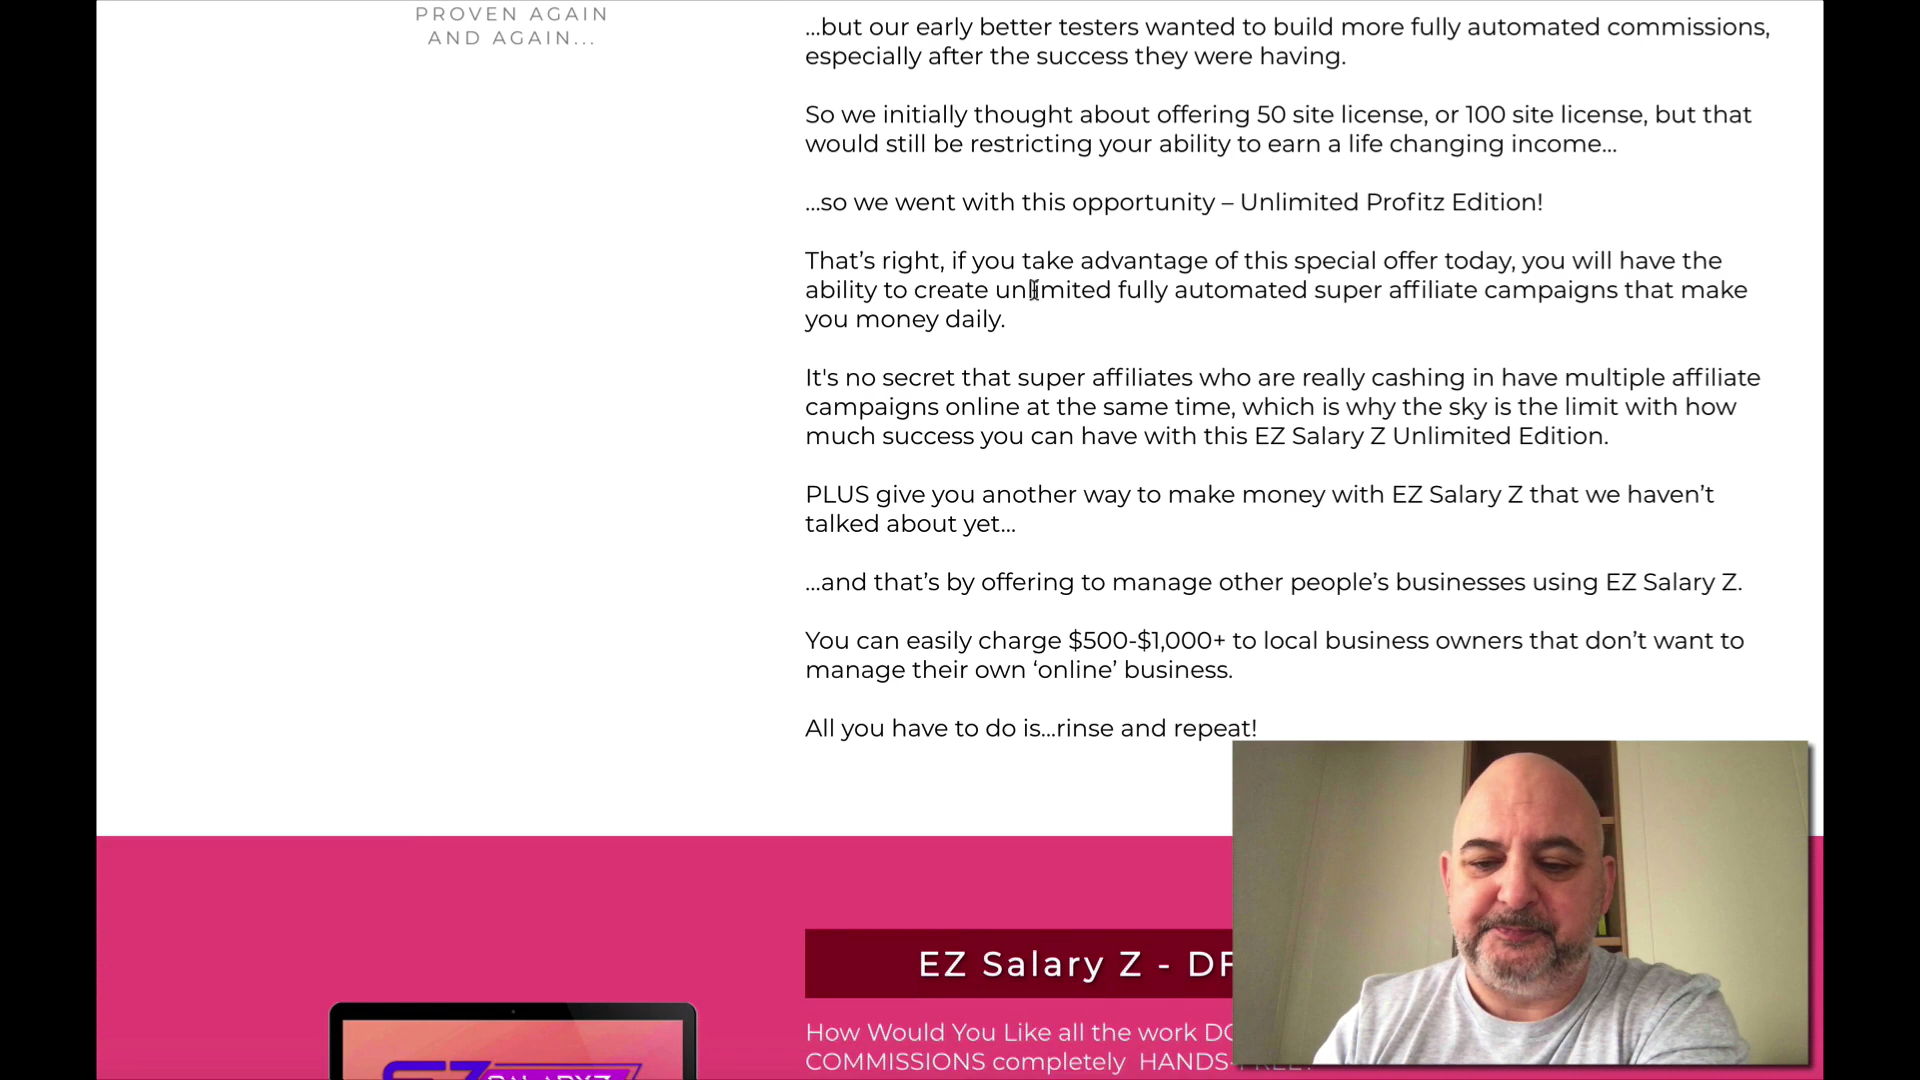 PROVEN AGAIN
AND AGAIN...
...but our early better testers wanted to build more fully automated commissions,
especially after the success they were having.
So we initially thought about offering 50 site license, or 100 site license, but that
would still be restricting your ability to earn a life changing income...
...so we went with this opportunity – Unlimited Profitz Edition!
That’s right, if you take advantage of this special offer today, you will have the
ability to create unlimited fully automated super affiliate campaigns that make
you money daily.
It's no secret that super affiliates who are really cashing in have multiple affiliate
campaigns online at the same time, which is why the sky is the limit with how
much success you can have with this EZ Salary Z Unlimited Edition.
PLUS give you another way to make money with EZ Salary Z that we haven’t
talked about yet...
...and that’s by offering to manage other people’s businesses using EZ Salary Z.
You can easily charge $500-$1,000+ to local business owners that don’t want to
manage their own ‘online’ business.
All you have to do is...rinse and repeat!
EZ Salary Z - DF
How Would You Like all the work
COMMISSIONS completely HANDS-